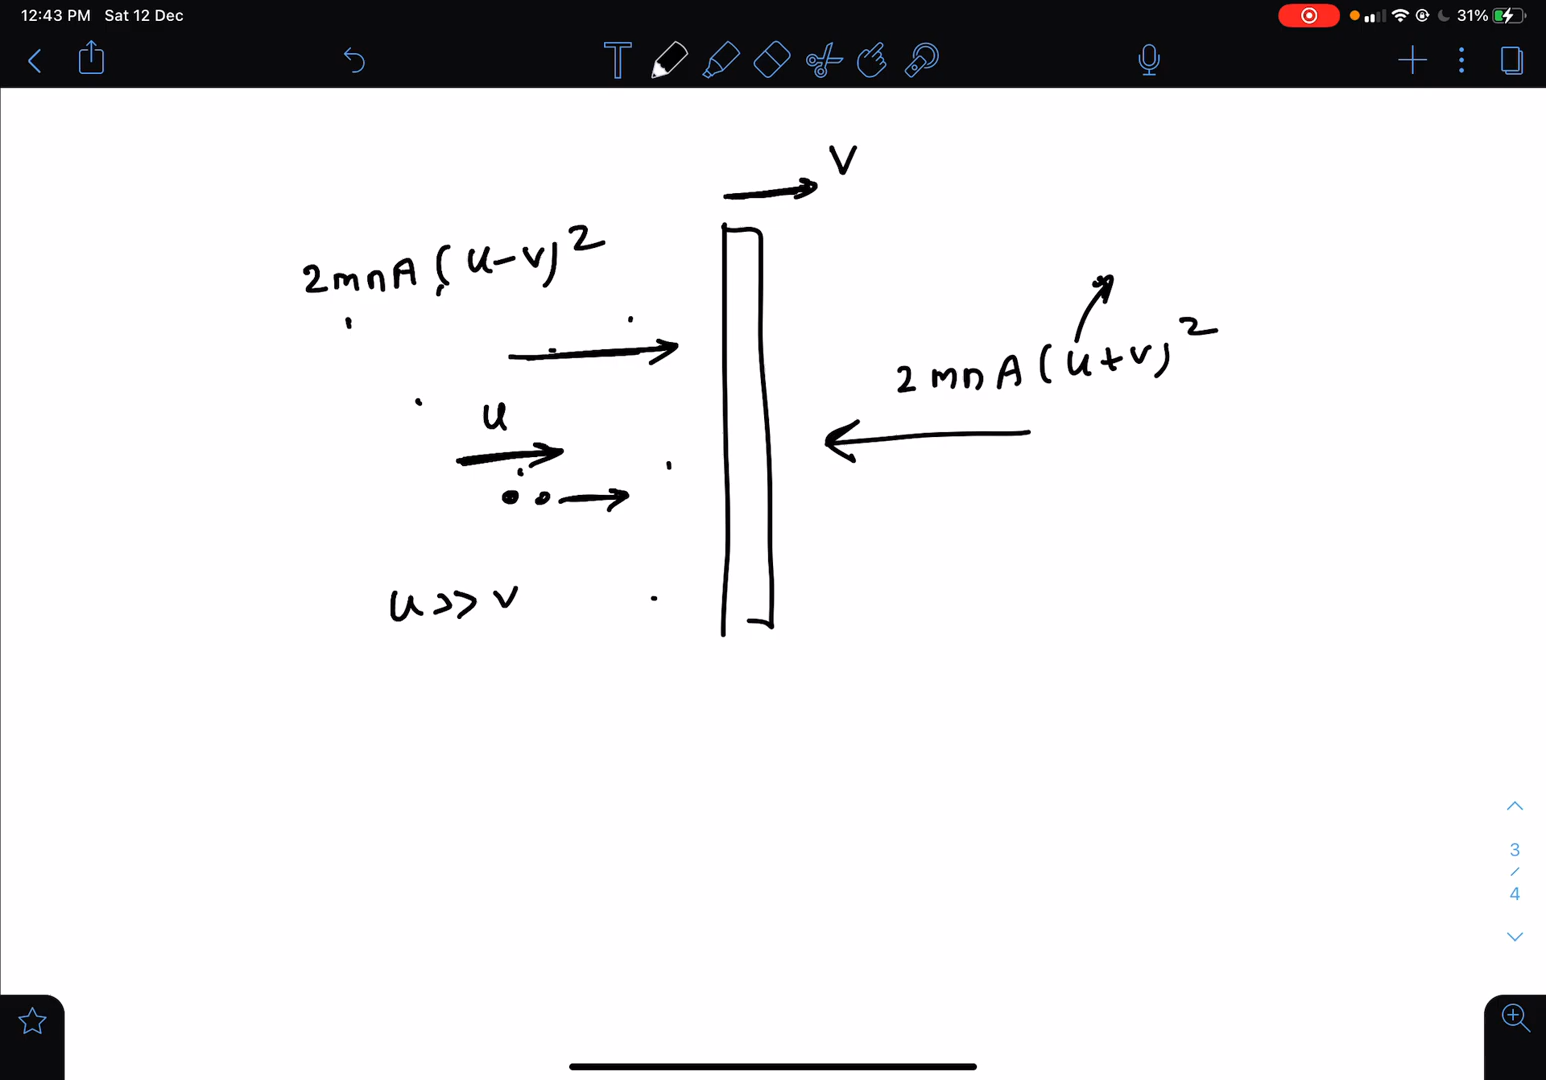 12:43 PM Sat 12 Dec
31%
T
V
2mnA(u-v)²
2mnA(u+v)²
u
u>>v
3
/
4